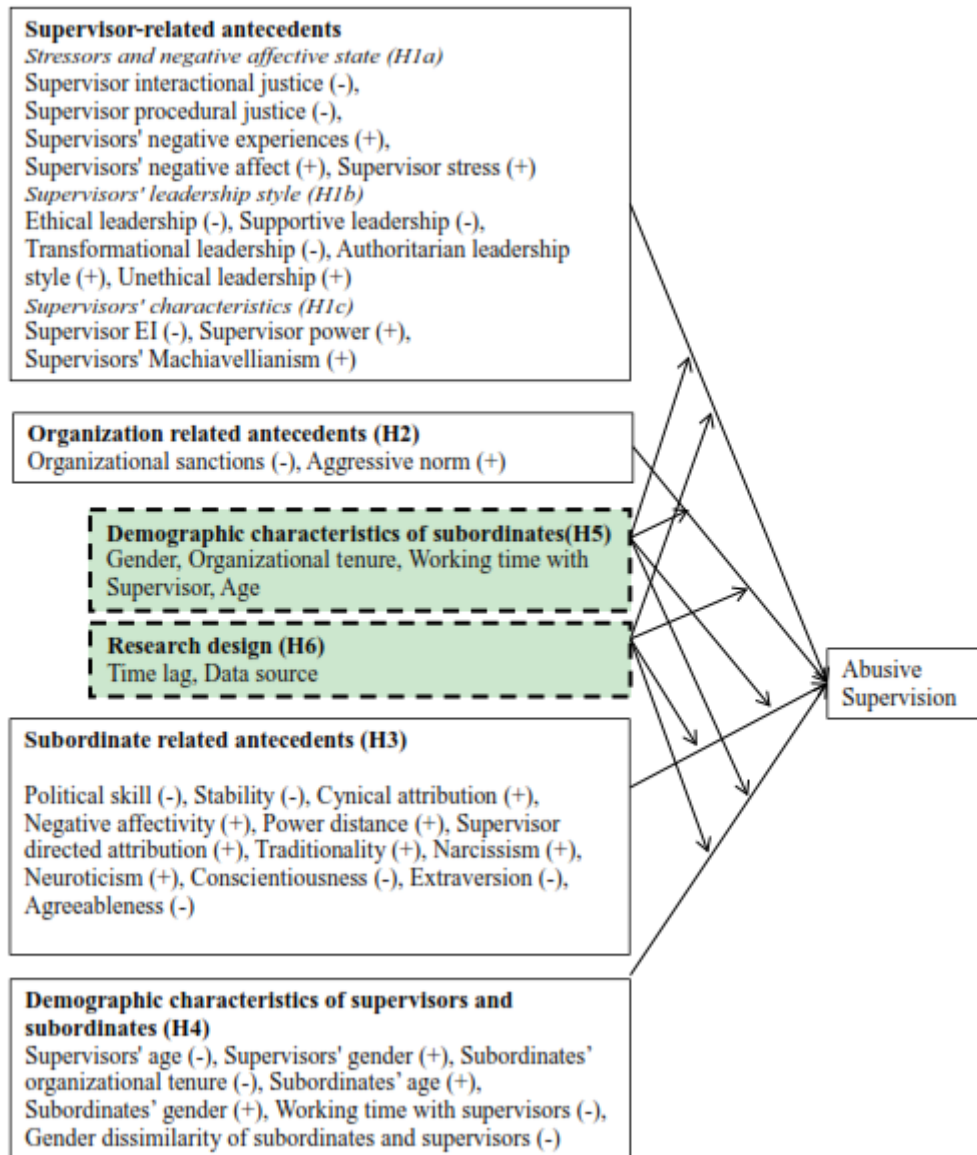 Supervisor-related antecedents
Stressors and negative affective state (H1a)
Supervisor interactional justice (-),
Supervisor procedural justice (-),
Supervisors' negative experiences (+),
Supervisors' negative affect (+), Supervisor stress (+)
Supervisors' leadership style (H1b)
Ethical leadership (-), Supportive leadership (-),
Transformational leadership (-), Authoritarian leadership
style (+), Unethical leadership (+)
Supervisors' characteristics (H1c)
Supervisor EI (-), Supervisor power (+),
Supervisors' Machiavellianism (+)
Organization related antecedents (H2)
Organizational sanctions (-), Aggressive norm (+)
Demographic characteristics of subordinates(H5)
Gender, Organizational tenure, Working time with
Supervisor, Age
Research design (H6)
Time lag, Data source
Abusive
Supervision
Subordinate related antecedents (H3)
Political skill (-), Stability (-), Cynical attribution (+),
Negative affectivity (+), Power distance (+), Supervisor
directed attribution (+), Traditionality (+), Narcissism (+),
Neuroticism (+), Conscientiousness (-), Extraversion (-),
Agreeableness (-)
Demographic characteristics of supervisors and
subordinates (H4)
Supervisors' age (-), Supervisors' gender (+), Subordinates’
organizational tenure (-), Subordinates’ age (+),
Subordinates’ gender (+), Working time with supervisors (-),
Gender dissimilarity of subordinates and supervisors (-)